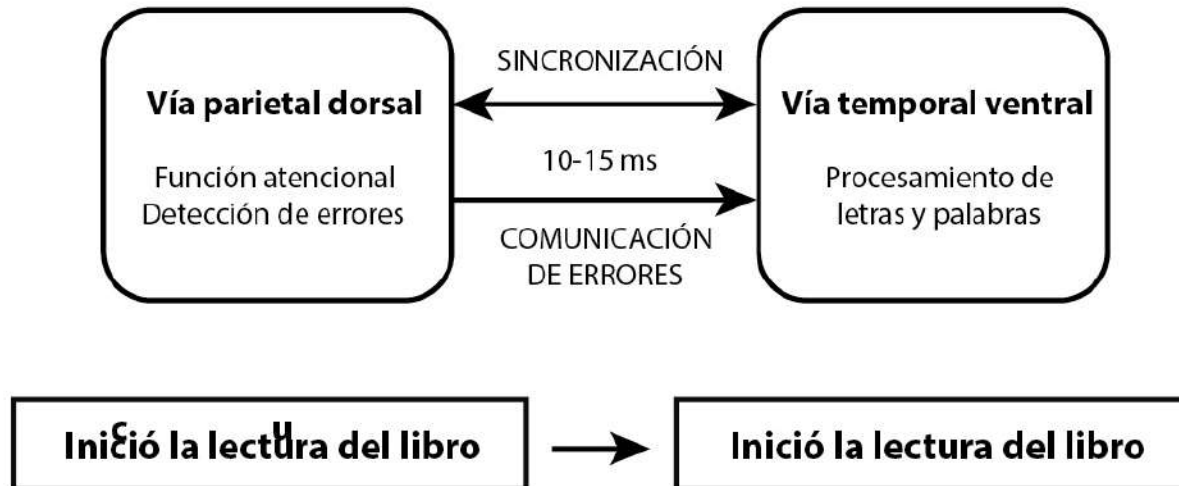 SINCRONIZACIÓN
Vía parietal dorsal
Función atencional
Detección de errores
10-15 ms
COMUNICACIÓN
DE ERRORES
Vía temporal ventral
Procesamiento de
letras y palabras
c u
Inició la lectura del libro
Inició la lectura del libro